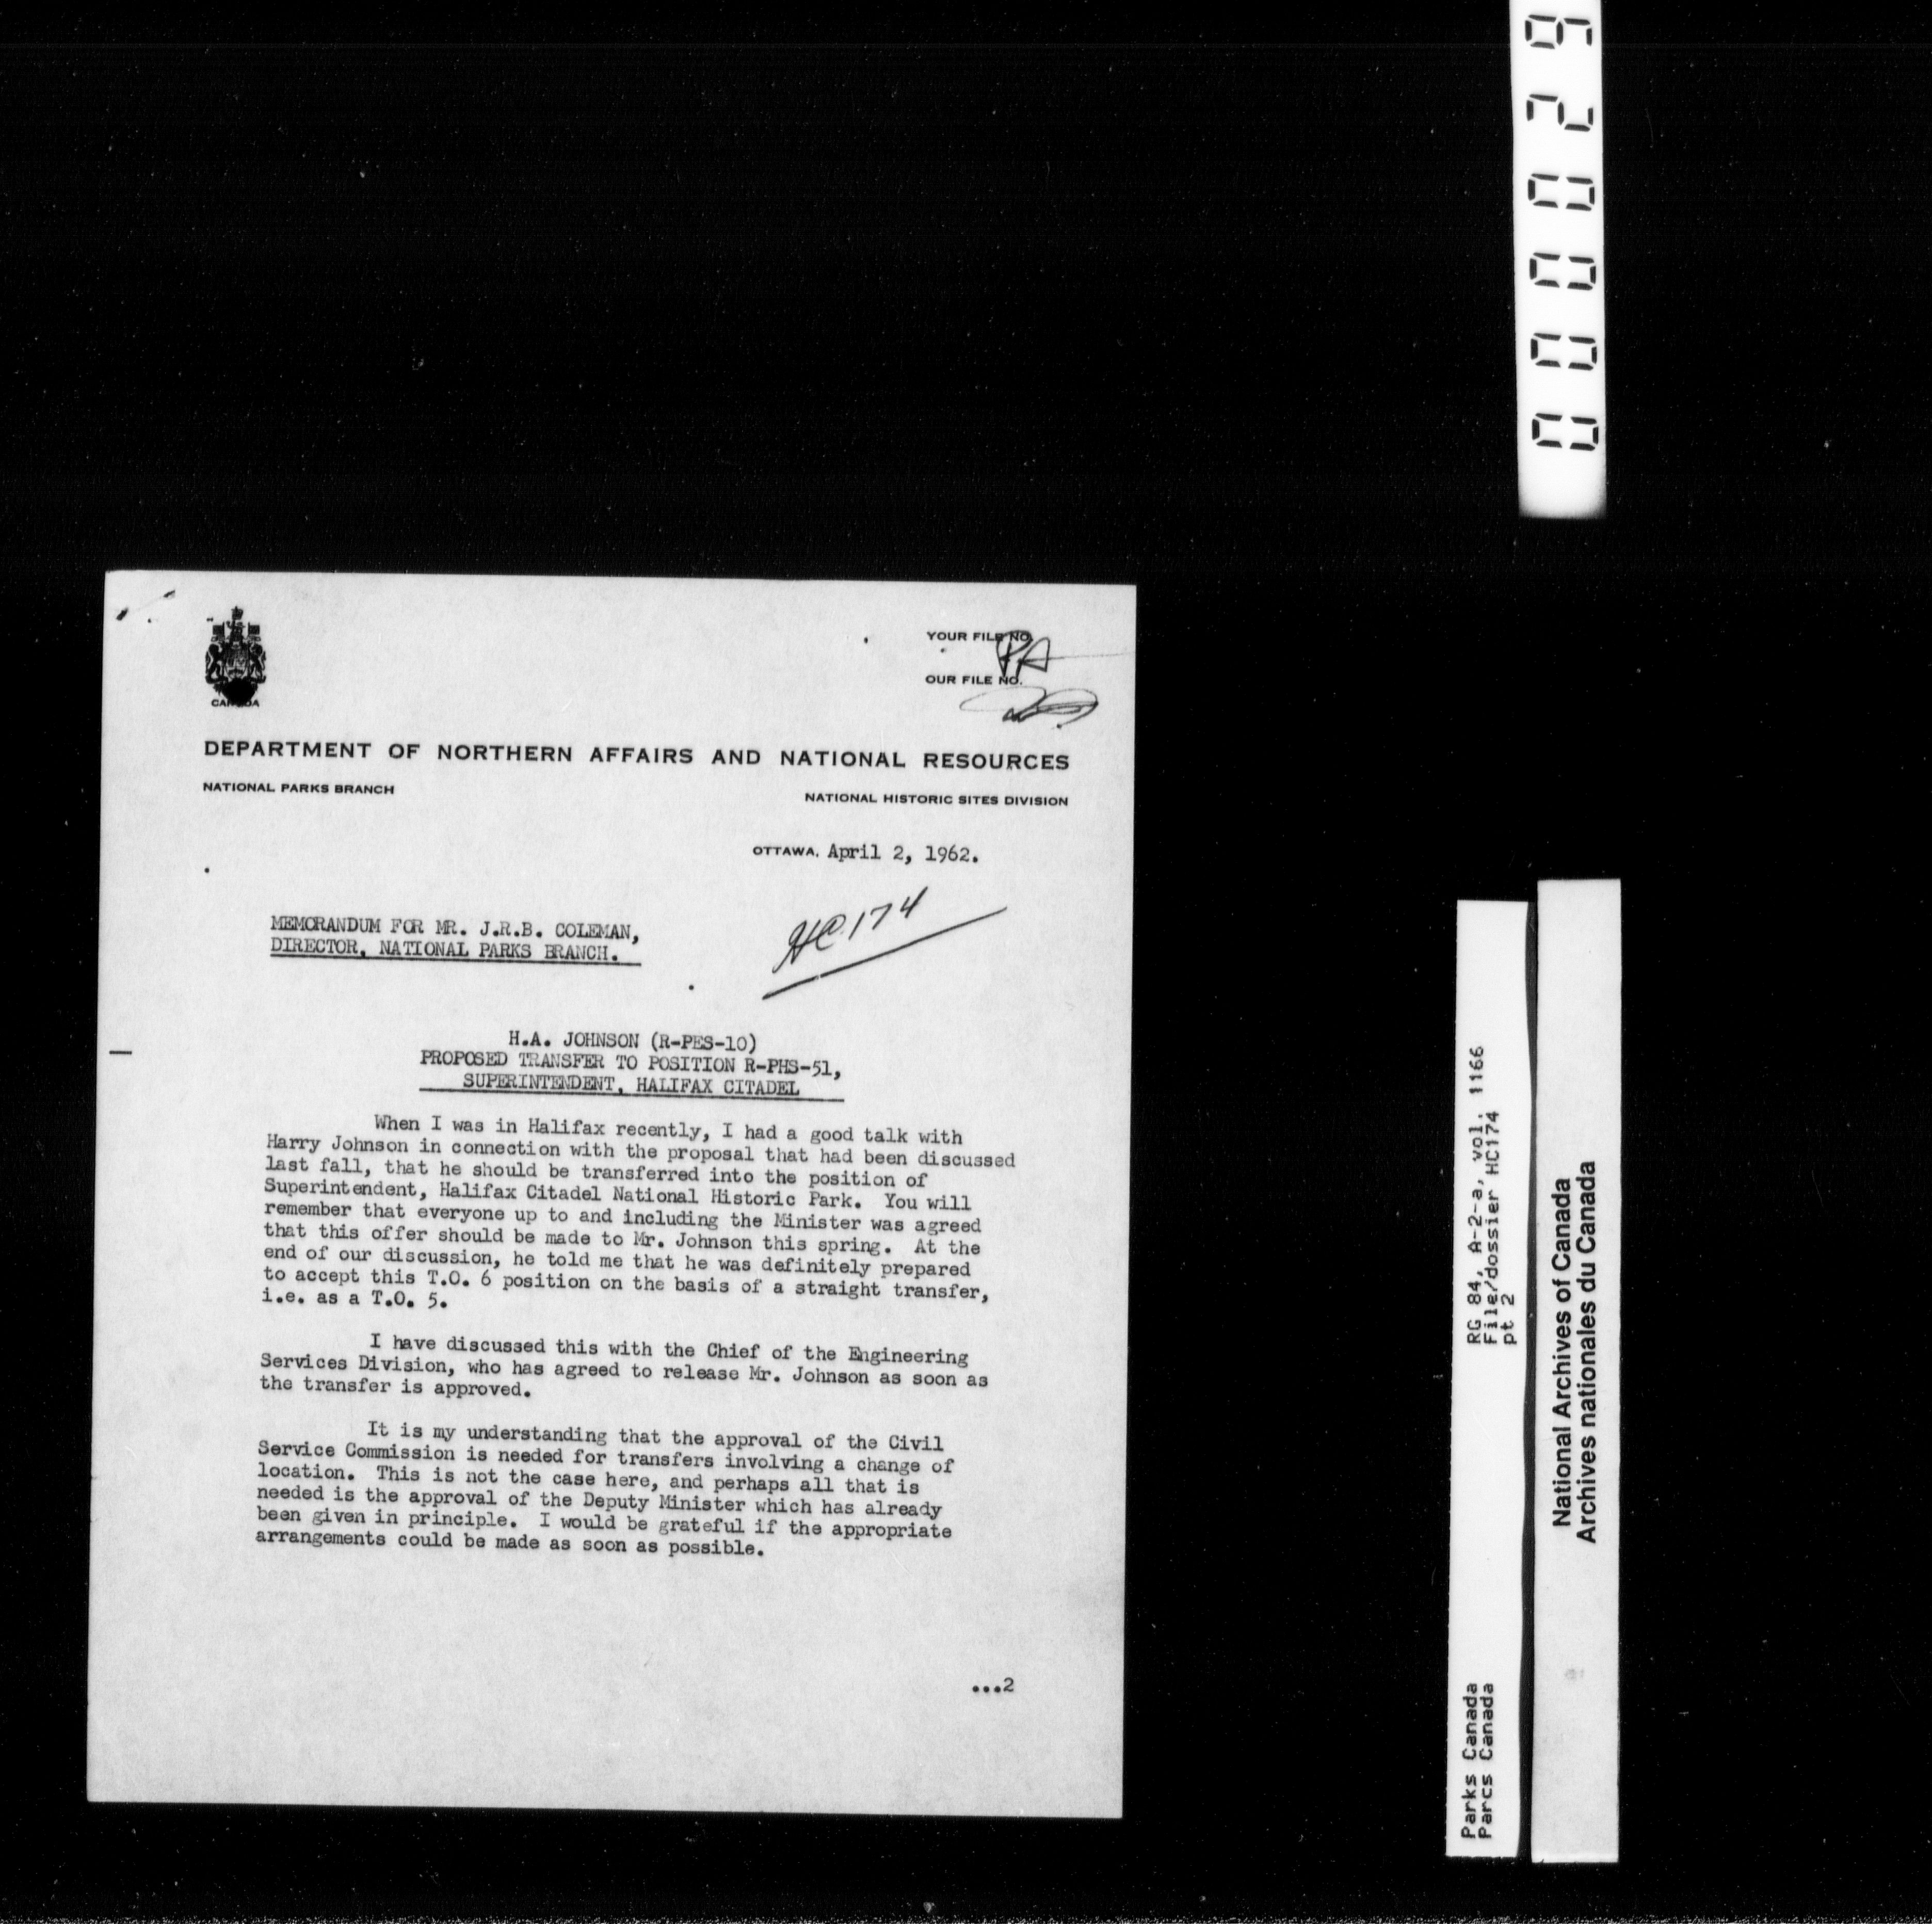 YOUR FILE NO.
PA
OUR FILE NO.
CANADA
DEPARTMENT OF NORTHERN AFFAIRS AND NATIONAL RESOURCES
NATIONAL PARKS BRANCH
NATIONAL HISTORIC SITES DIVISION
OTTAWA, April 2, 1962.
HC 174
MEMORANDUM FOR MR. J.R.B. COLEMAN,
DIRECTOR, NATIONAL PARKS BRANCH.
H.A. JOHNSON (R-PES-10)
PROPOSED TRANSFER TO POSITION R-PHS-51,
SUPERINTENDENT, HALIFAX CITADEL
When I was in Halifax recently, I had a good talk with
Harry Johnson in connection with the proposal that had been discussed
last fall, that he should be transferred into the position of
Superintendent, Halifax Citadel National Historic Park. You will
remember that everyone up to and including the Minister was agreed
that this offer should be made to Mr. Johnson this spring. At the
end of our discussion, he told me that he was definitely prepared
to accept this T.O. 6 position on the basis of a straight transfer,
i.e. as a T.O. 5.
I have discussed this with the Chief of the Engineering
Services Division, who has agreed to release Mr. Johnson as soon as
the transfer is approved.
It is my understanding that the approval of the Civil
Service Commission is needed for transfers involving a change of
location. This is not the case here, and perhaps all that is
needed is the approval of the Deputy Minister which has already
been given in principle. I would be grateful if the appropriate
arrangements could be made as soon as possible.
...2
000029
Parks Canada
Parcs Canada
RG 84, A-2-a, vol. 1166
File/dossier HC174
pt 2
National Archives of Canada
Archives nationales du Canada